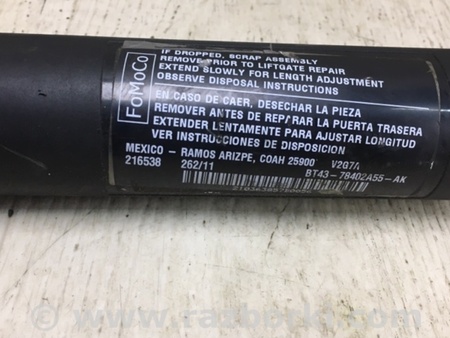 FoMoCo
IF DROPPED, SCRAP ASSEMBLY
REMOVE PRIOR TO LIFTGATE REPAIR
EXTEND SLOWLY FOR LENGTH ADJUSTMENT
OBSERVE DISPOSAL INSTRUCTIONS
EN CASO DE CAER, DESECHAR LA PIEZA
REMOVER ANTES DE REPARAR LA PUERTA TRASERA
EXTENDER LENTAMENTE PARA AJUSTAR LONGITUD
VER INSTRUCCIONES DE DISPOSAL
MEXICO - RAMOS ARIZPE, COAH 25900 V2G7A
216538 262/11 BT43-78402A55-AK